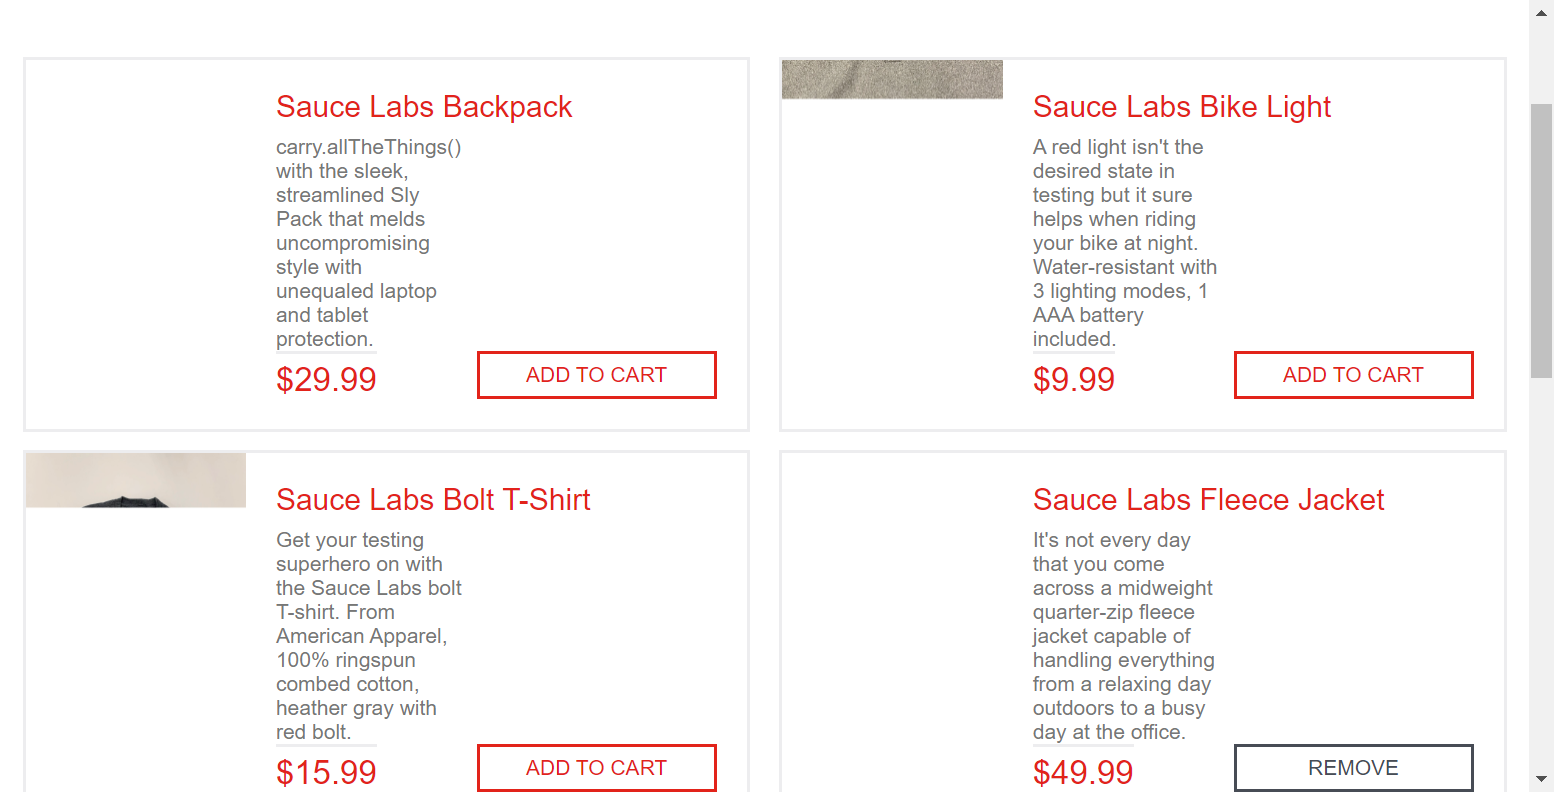 Sauce Labs Backpack
carry.allTheThings()
with the sleek,
streamlined Sly
Pack that melds
uncompromising
style with
unequaled laptop
and tablet
protection.
$29.99
ADD TO CART
Sauce Labs Bike Light
A red light isn't the
desired state in
testing but it sure
helps when riding
your bike at night.
Water-resistant with
3 lighting modes, 1
AAA battery
included.
$9.99
ADD TO CART
Sauce Labs Bolt T-Shirt
Get your testing
superhero on with
the Sauce Labs bolt
T-shirt. From
American Apparel,
100% ringspun
combed cotton,
heather gray with
red bolt.
$15.99
ADD TO CART
Sauce Labs Fleece Jacket
It's not every day
that you come
across a midweight
quarter-zip fleece
jacket capable of
handling everything
from a relaxing day
outdoors to a busy
day at the office.
$49.99
REMOVE